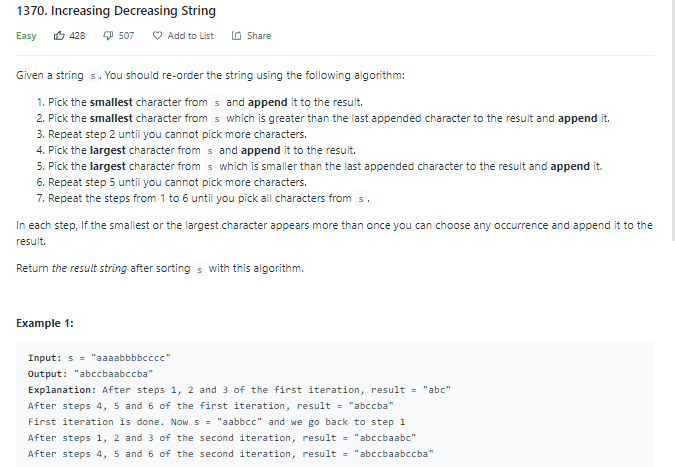 1370. Increasing Decreasing String
Easy 428 507 Add to List Share
Given a string s. You should re-order the string using the following algorithm:
1. Pick the smallest character from s and append it to the result.
2. Pick the smallest character from s which is greater than the last appended character to the result and append it.
3. Repeat step 2 until you cannot pick more characters.
4. Pick the largest character from s and append it to the result.
5. Pick the largest character from s which is smaller than the last appended character to the result and append it.
6. Repeat step 5 until you cannot pick more characters.
7. Repeat the steps from 1 to 6 until you pick all characters from s.
In each step, If the smallest or the largest character appears more than once you can choose any occurrence and append it to the
result.
Return the result string after sorting s with this algorithm.
Example 1:
Input: s = "aaaabbbbcccc"
Output: "abccbaabccba"
Explanation: After steps 1, 2 and 3 of the first iteration, result = "abc"
After steps 4, 5 and 6 of the first iteration, result = "abccba"
First iteration is done. Now s = "aabbcc" and we go back to step 1
After steps 1, 2 and 3 of the second iteration, result = "abccbaabc"
After steps 4, 5 and 6 of the second iteration, result = "abccbaabccba"